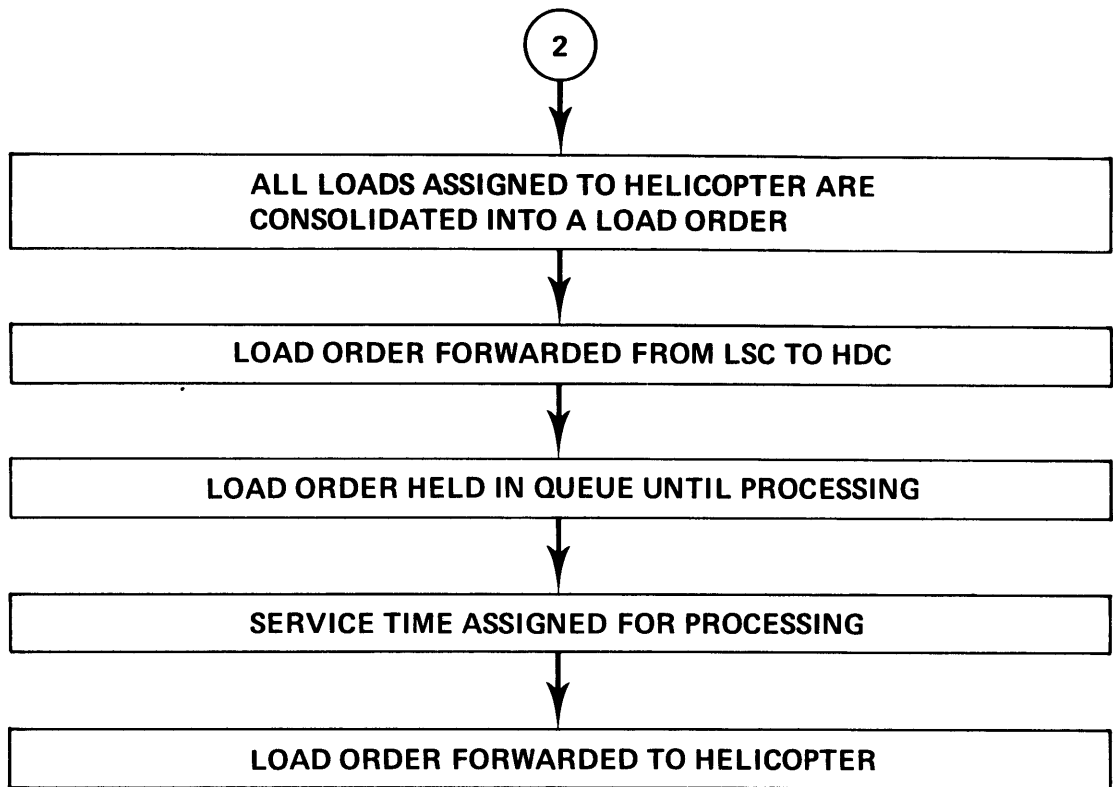 2
ALL LOADS ASSIGNED TO HELICOPTER ARE
CONSOLIDATED INTO A LOAD ORDER
LOAD ORDER FORWARDED FROM LSC TO HDC
LOAD ORDER HELD IN QUEUE UNTIL PROCESSING
SERVICE TIME ASSIGNED FOR PROCESSING
LOAD ORDER FORWARDED TO HELICOPTER